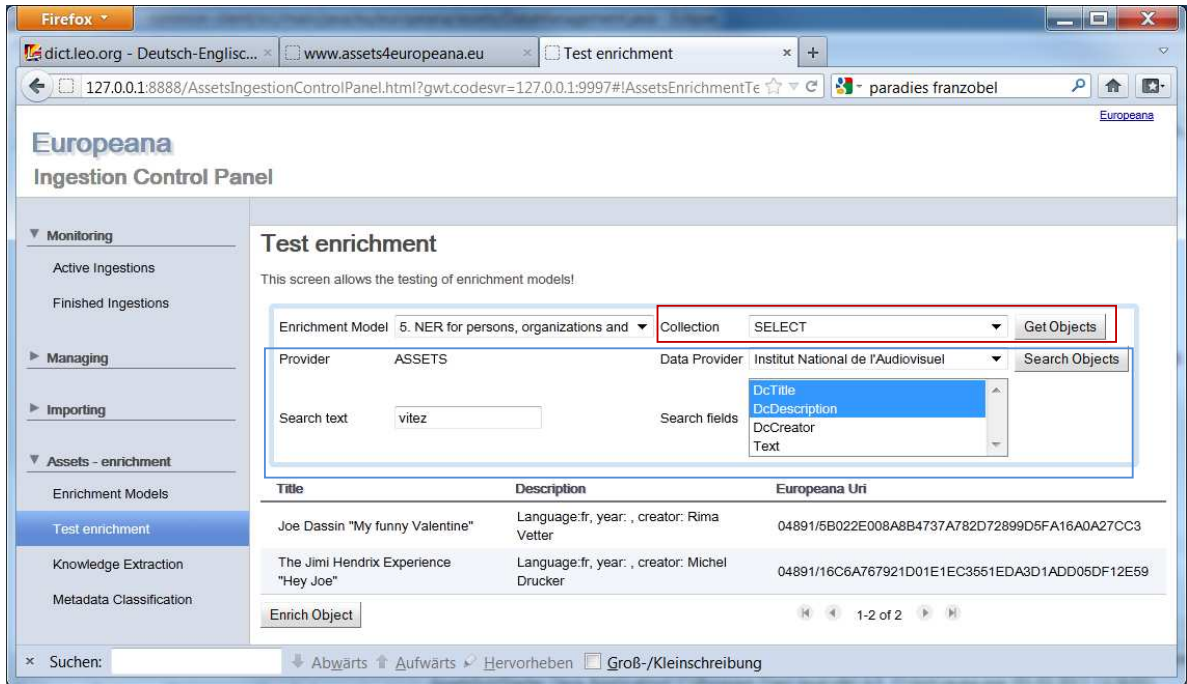 Firefox
dict.leo.org - Deutsch-Englisc... × www.assets4europeana.eu × Test enrichment × +
127.0.0.1:8888/AssetsIngestionControlPanel.html?gwt.codesvr=127.0.0.1:9997#!AssetsEnrichmentTe paradies franzobel
Europeana
Europeana
Ingestion Control Panel
Monitoring
Active Ingestions
Finished Ingestions
Managing
Importing
Assets - enrichment
Enrichment Models
Test enrichment
Knowledge Extraction
Metadata Classification
Test enrichment
This screen allows the testing of enrichment models!
Enrichment Model 5. NER for persons, organizations and Collection SELECT Get Objects
Provider ASSETS Data Provider Institut National de l'Audiovisuel Search Objects
Search text vitez Search fields
DcTitle
DcDescription
DcCreator
Text
Title Description Europeana Uri
Joe Dassin "My funny Valentine" Language:fr, year: , creator: Rima Vetter 04891/5B022E008A8B4737A782D72899D5FA16A0A27CC3
The Jimi Hendrix Experience "Hey Joe" Language:fr, year: , creator: Michel Drucker 04891/16C6A767921D01E1EC3551EDA3D1ADD05DF12E59
Enrich Object 1-2 of 2
× Suchen: Abwärts Aufwärts Hervorheben Groß-/Kleinschreibung